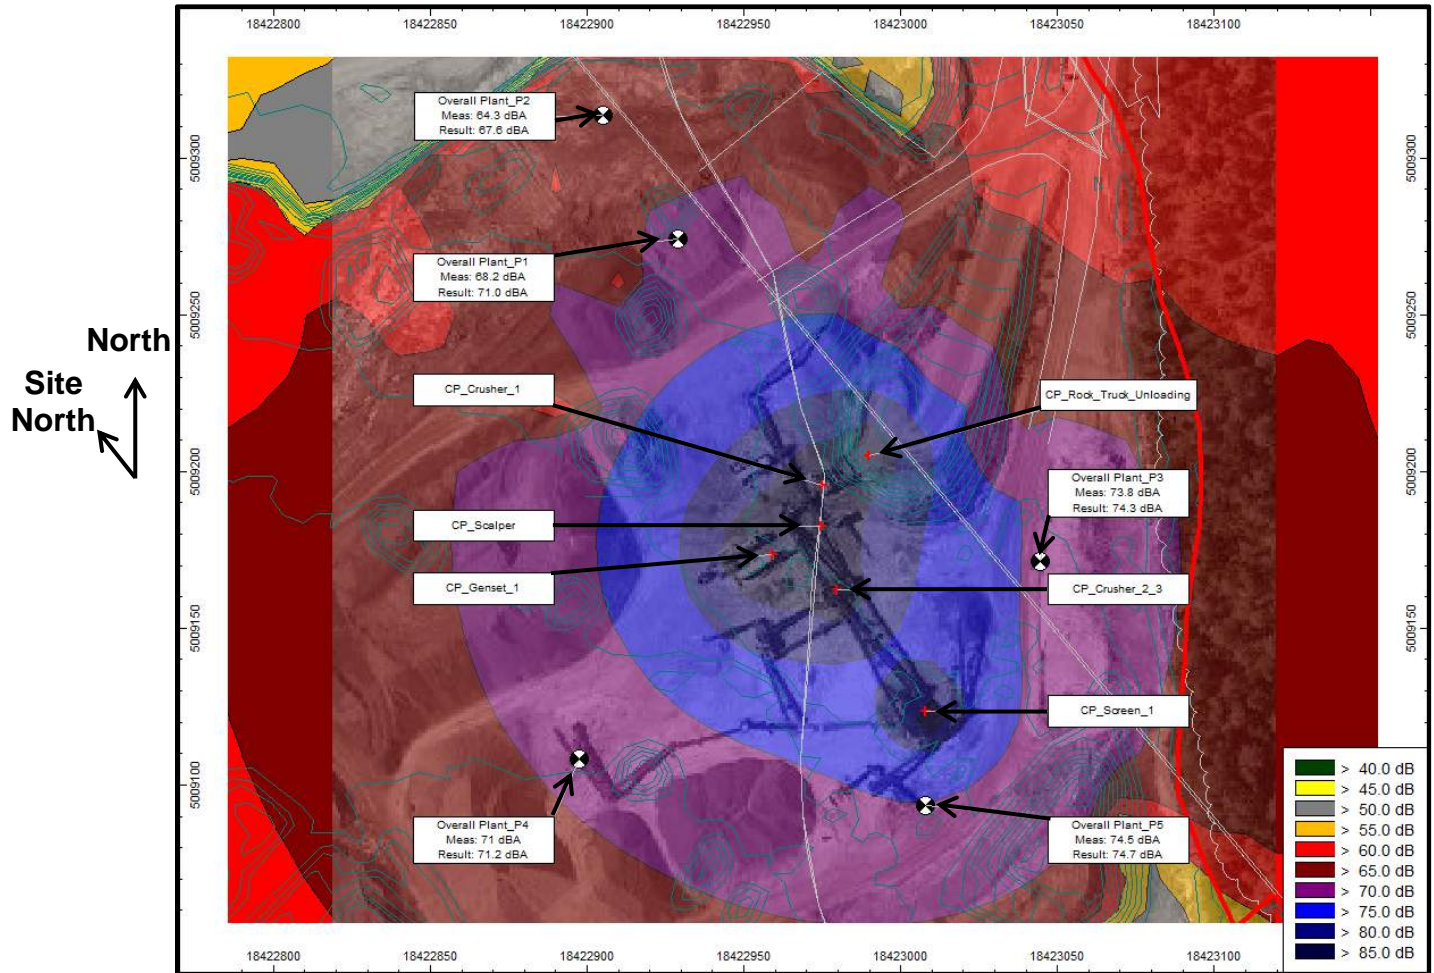 18422800 18422850 18422900 18422950 18423000 18423050 18423100
5009300
5009250
5009200
5009150
5009100
5009300
5009250
5009200
5009150
5009100
North
Site
North
Overall Plant_P2
Meas: 64.3 dBA
Result: 67.6 dBA
Overall Plant_P1
Meas: 68.2 dBA
Result: 71.0 dBA
CP_Crusher_1
CP_Rock_Truck_Unloading
Overall Plant_P3
Meas: 73.8 dBA
Result: 74.3 dBA
CP_Scalper
CP_Genset_1
CP_Crusher_2_3
CP_Screen_1
Overall Plant_P4
Meas: 71 dBA
Result: 71.2 dBA
Overall Plant_P5
Meas: 74.5 dBA
Result: 74.7 dBA
> 40.0 dB
> 45.0 dB
> 50.0 dB
> 55.0 dB
> 60.0 dB
> 65.0 dB
> 70.0 dB
> 75.0 dB
> 80.0 dB
> 85.0 dB
18422800 18422850 18422900 18422950 18423000 18423050 18423100